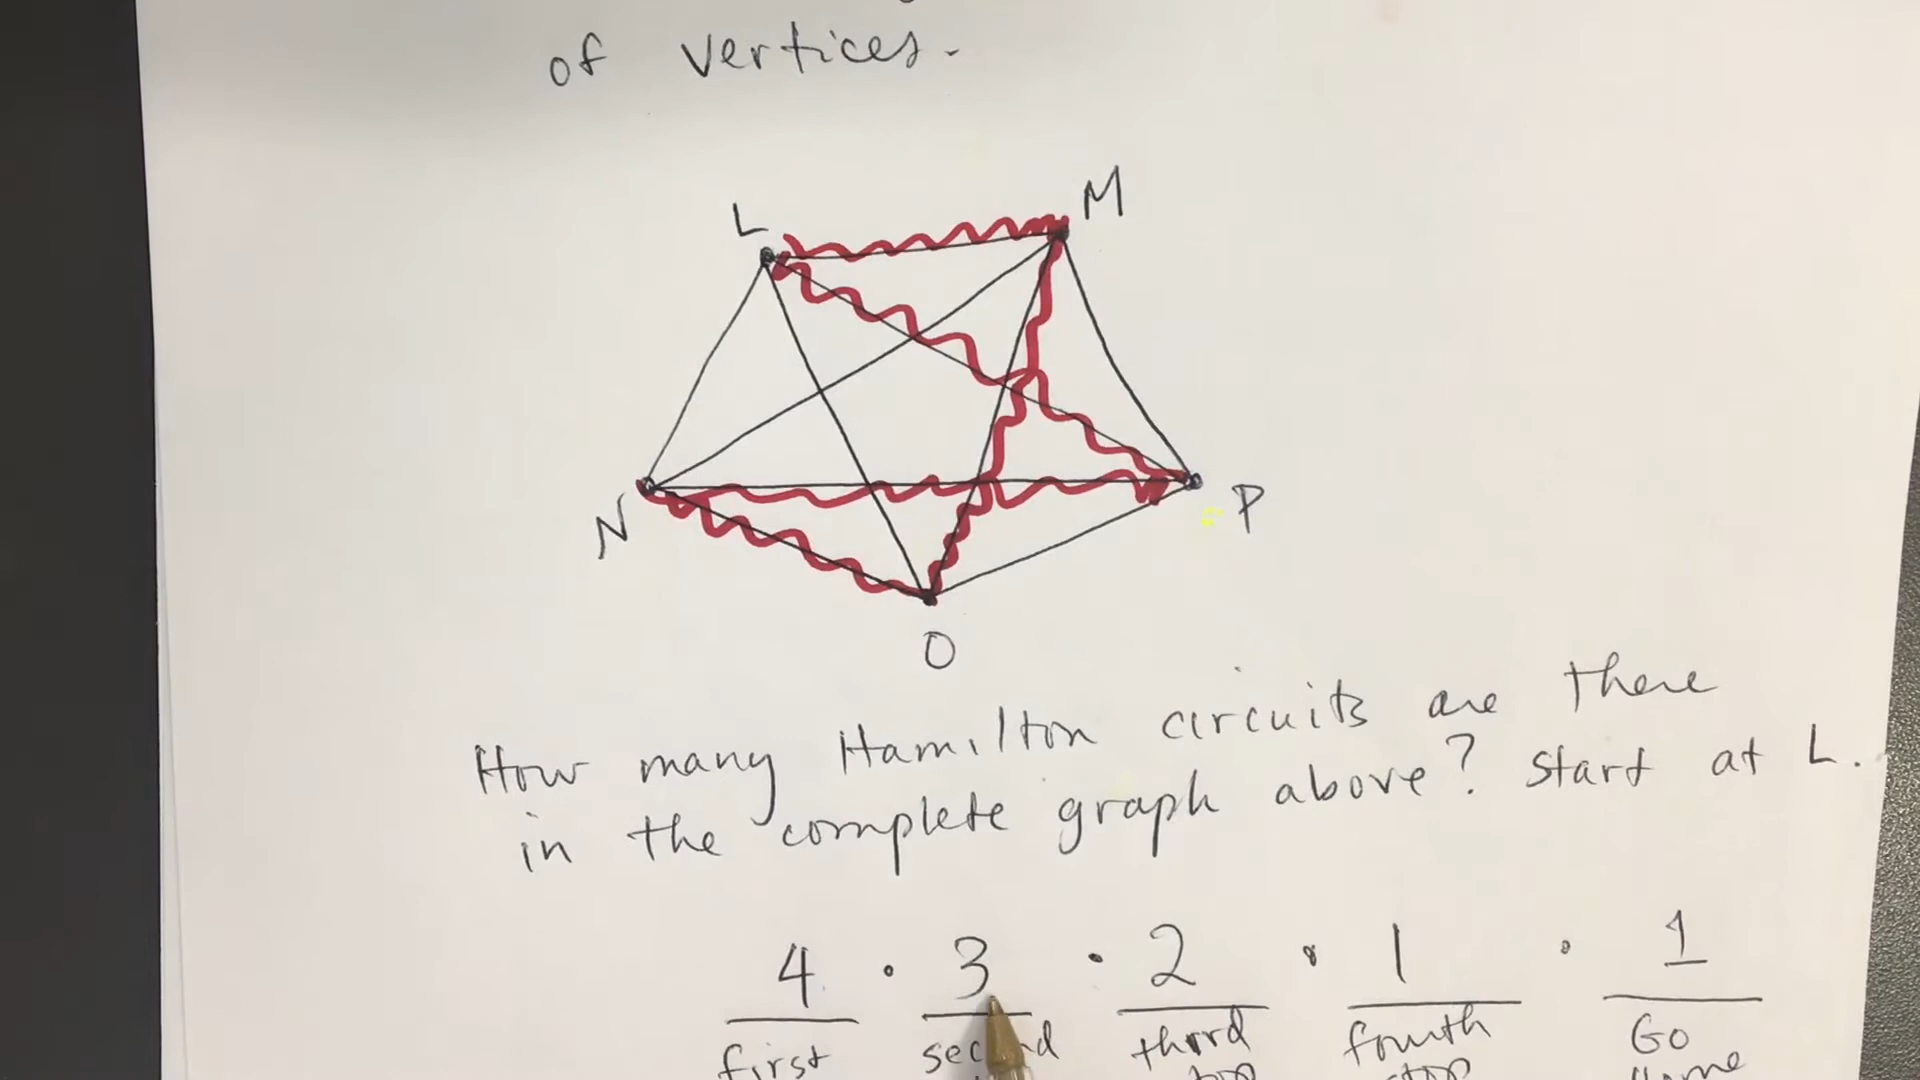 of vertices.
L
M
N
P
O
How many Hamilton circuits are there
in the complete graph above? Start at L.
4 · 3 · 2 · 1 · 1
first second third fourth Go